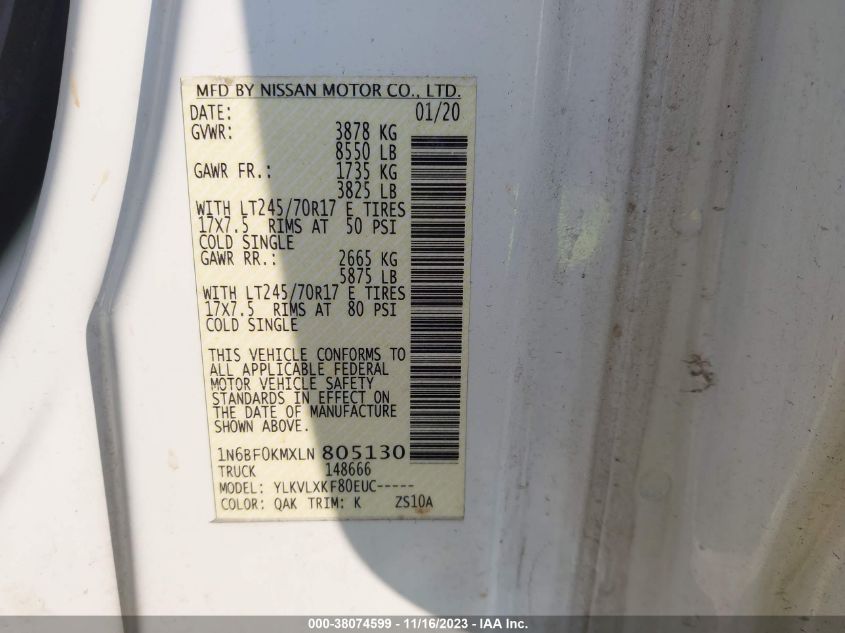 MFD BY NISSAN MOTOR CO., LTD.
DATE: 01/20
GVWR: 3878 KG
8550 LB
GAWR FR.: 1735 KG
3825 LB
WITH LT245/70R17 E TIRES
17X7.5 RIMS AT 50 PSI
COLD SINGLE
GAWR RR.: 2665 KG
5875 LB
WITH LT245/70R17 E TIRES
17X7.5 RIMS AT 80 PSI
COLD SINGLE
THIS VEHICLE CONFORMS TO
ALL APPLICABLE FEDERAL
MOTOR VEHICLE SAFETY
STANDARDS IN EFFECT ON
THE DATE OF MANUFACTURE
SHOWN ABOVE.
1N6BF0KMXLN 805130
TRUCK 148666
MODEL: YLKVLXKF80EUC-----
COLOR: QAK TRIM: K ZS10A
000-38074599 - 11/16/2023 - IAA Inc.